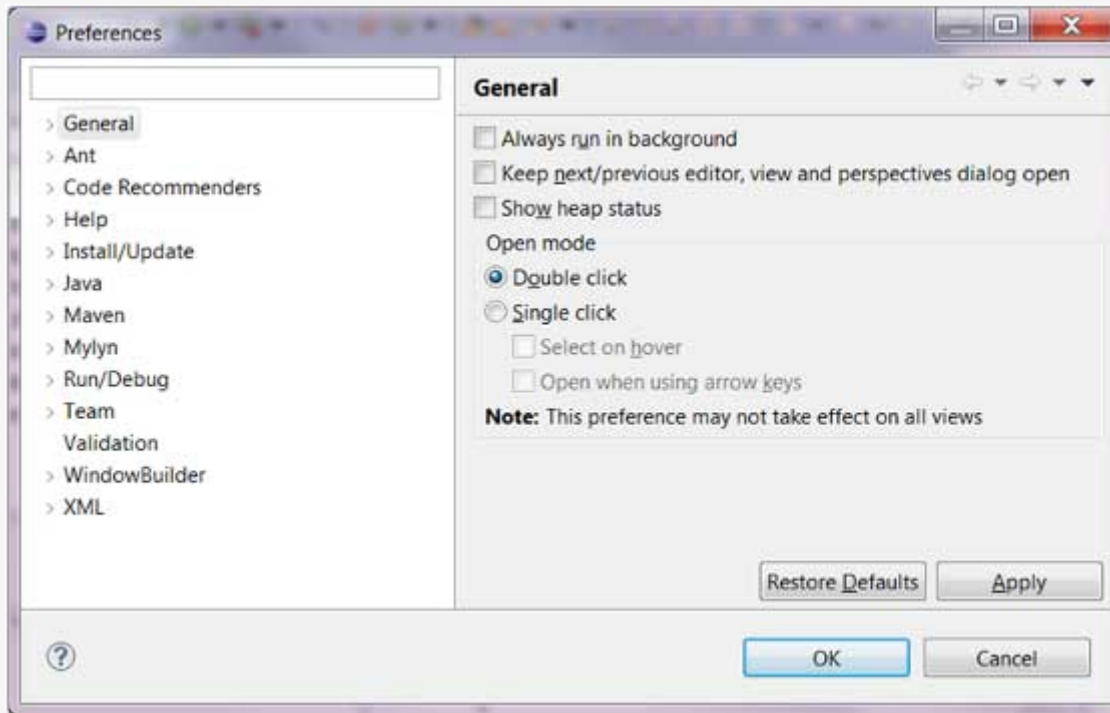 Preferences
General
Ant
Code Recommenders
Help
Install/Update
Java
Maven
Mylyn
Run/Debug
Team
Validation
WindowBuilder
XML
General
Always run in background
Keep next/previous editor, view and perspectives dialog open
Show heap status
Open mode
Double click
Single click
Select on hover
Open when using arrow keys
Note: This preference may not take effect on all views
Restore Defaults
Apply
?
OK
Cancel